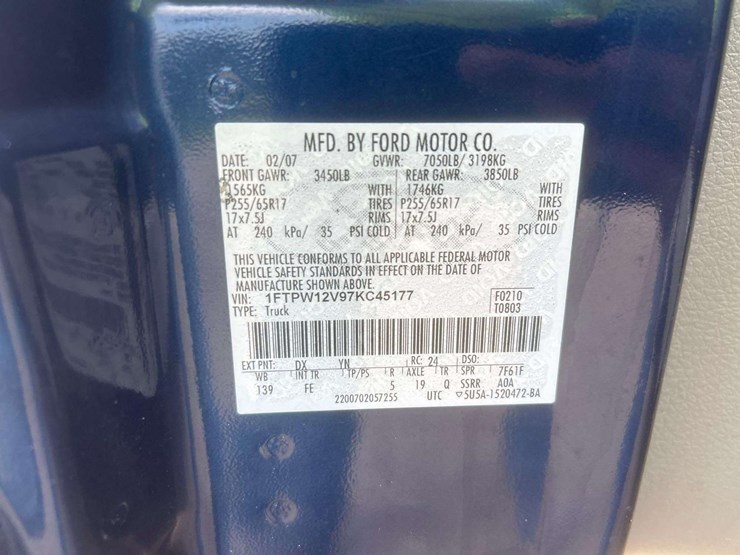 MFD. BY FORD MOTOR CO.
DATE: 02/07 GVWR: 7050LB/ 3198KG
FRONT GAWR: 3450LB REAR GAWR: 3850LB
1565KG WITH 1746KG WITH
P255/65R17 TIRES P255/65R17 TIRES
17x7.5J RIMS 17x7.5J RIMS
AT 240 kPa/ 35 PSI COLD AT 240 kPa/ 35 PSI COLD
THIS VEHICLE CONFORMS TO ALL APPLICABLE FEDERAL MOTOR
VEHICLE SAFETY STANDARDS IN EFFECT ON THE DATE OF
MANUFACTURE SHOWN ABOVE.
VIN: 1FTPW12V97KC45177 F0210
TYPE: Truck T0803
EXT PNT: DX YN RC: 24 DSO:
WB INT TR TP/PS R AXLE TR SPR 7F61F
139 FE 5 19 Q SSRR A0A
2200702057255 UTC ▽5U5A-1520472-BA